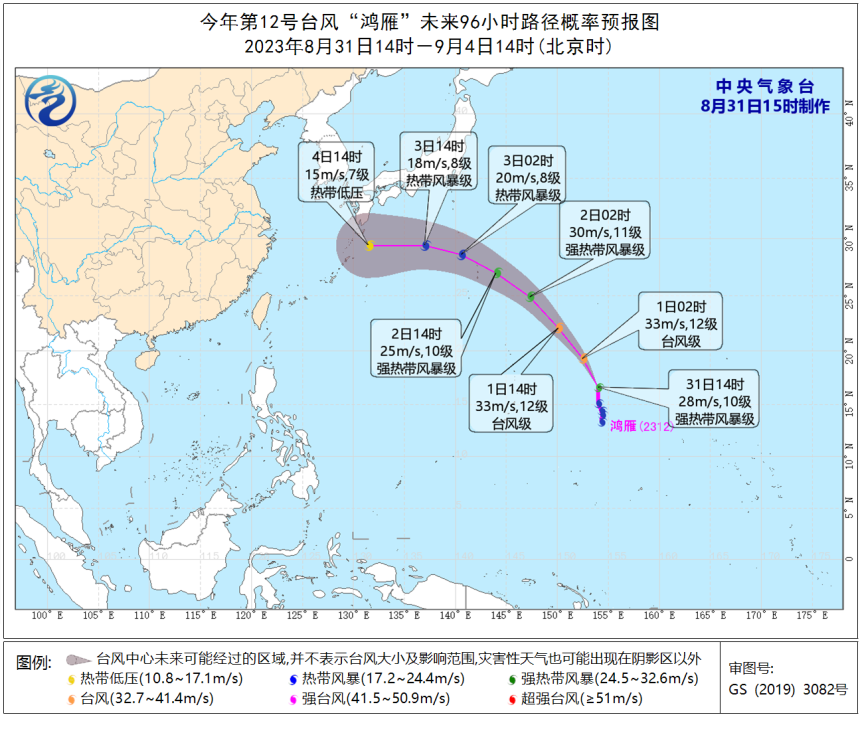 今年第12号台风“鸿雁”未来96小时路径概率预报图
2023年8月31日14时—9月4日14时(北京时)
中央气象台
8月31日15时制作
4日14时
15m/s,7级
热带低压
3日14时
18m/s,8级
热带风暴级
3日02时
20m/s,8级
热带风暴级
2日02时
30m/s,11级
强热带风暴级
2日14时
25m/s,10级
强热带风暴级
1日02时
33m/s,12级
台风级
1日14时
33m/s,12级
台风级
31日14时
28m/s,10级
强热带风暴级
鸿雁(2312)
40° N
35° N
30° N
25° N
20° N
15° N
10° N
5° N
0
100° E 105° E 110° E 115° E 120° E 125° E 130° E 135° E 140° E 145° E 150° E 155° E 160° E 165° E 170° E 175° E
图例:
台风中心未来可能经过的区域,并不表示台风大小及影响范围,灾害性天气也可能出现在阴影区以外
热带低压(10.8~17.1m/s) 热带风暴(17.2~24.4m/s) 强热带风暴(24.5~32.6m/s)
台风(32.7~41.4m/s) 强台风(41.5~50.9m/s) 超强台风(≥51m/s)
审图号:
GS (2019) 3082号